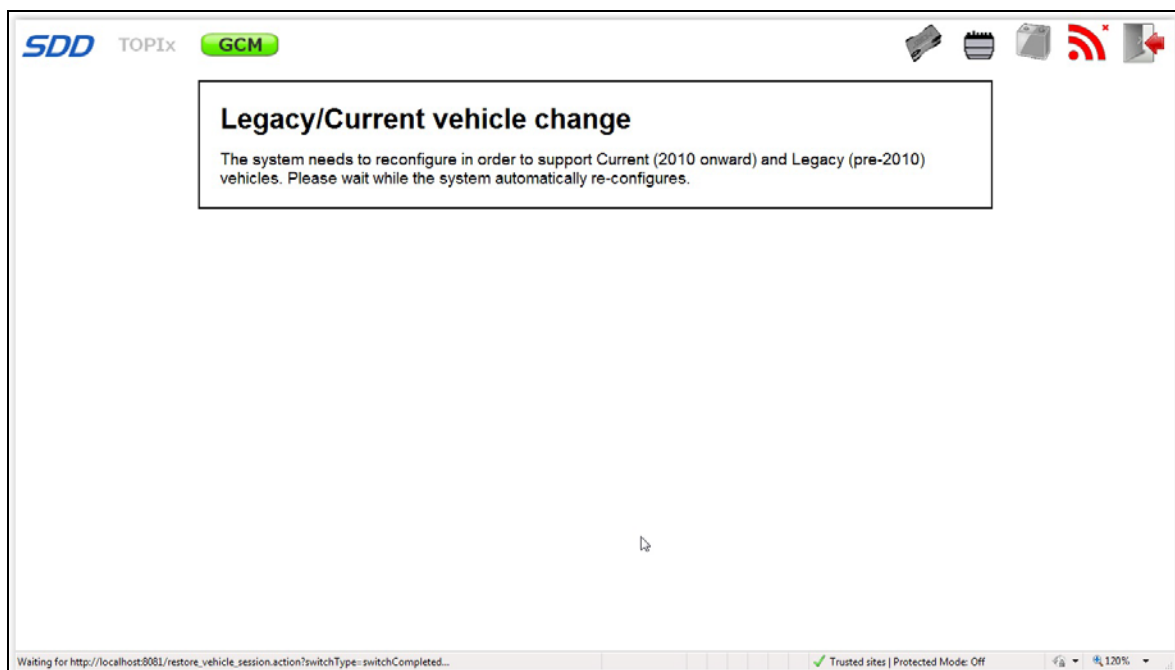 SDD TOPIx GCM
Legacy/Current vehicle change
The system needs to reconfigure in order to support Current (2010 onward) and Legacy (pre-2010)
vehicles. Please wait while the system automatically re-configures.
Waiting for http://localhost:8081/restore_vehicle_session.action?switchType=switchCompleted... Trusted sites | Protected Mode: Off 120%